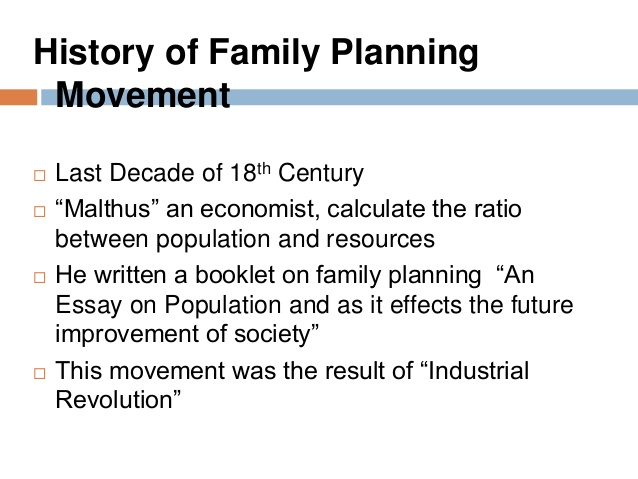 History of Family Planning
Movement
Last Decade of 18th Century
“Malthus” an economist, calculate the ratio
between population and resources
He written a booklet on family planning “An
Essay on Population and as it effects the future
improvement of society”
This movement was the result of “Industrial
Revolution”